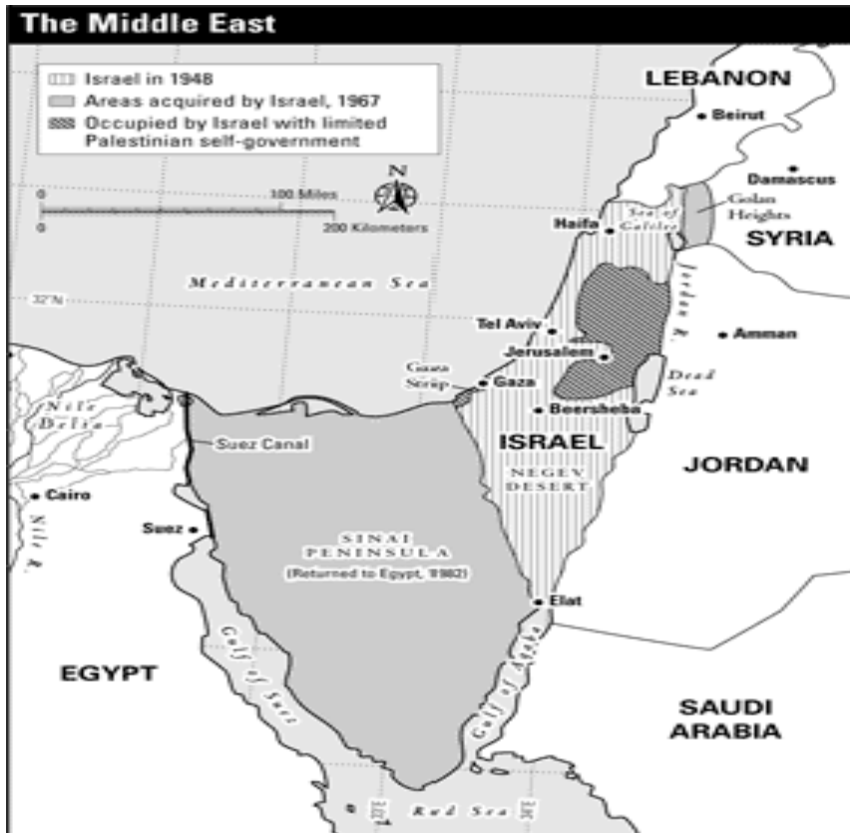 The Middle East
Israel in 1948
Areas acquired by Israel, 1967
Occupied by Israel with limited
Palestinian self-government
N
0
100 Miles
0
200 Kilometers
LEBANON
Beirut
Damascus
Golan
Heights
SYRIA
Haifa
Sea of
Galilee
Mediterranean Sea
32°N
Jordan R.
Tel Aviv
Amman
Jerusalem
Gaza
Strip
Gaza
Dead
Sea
Beersheba
Nile
Delta
Suez Canal
ISRAEL
NEGEV
DESERT
JORDAN
Cairo
Nile R.
Suez
SINAI
PENINSULA
(Returned to Egypt, 1982)
Elat
EGYPT
Gulf of Suez
Gulf of Aqaba
SAUDI
ARABIA
Red Sea